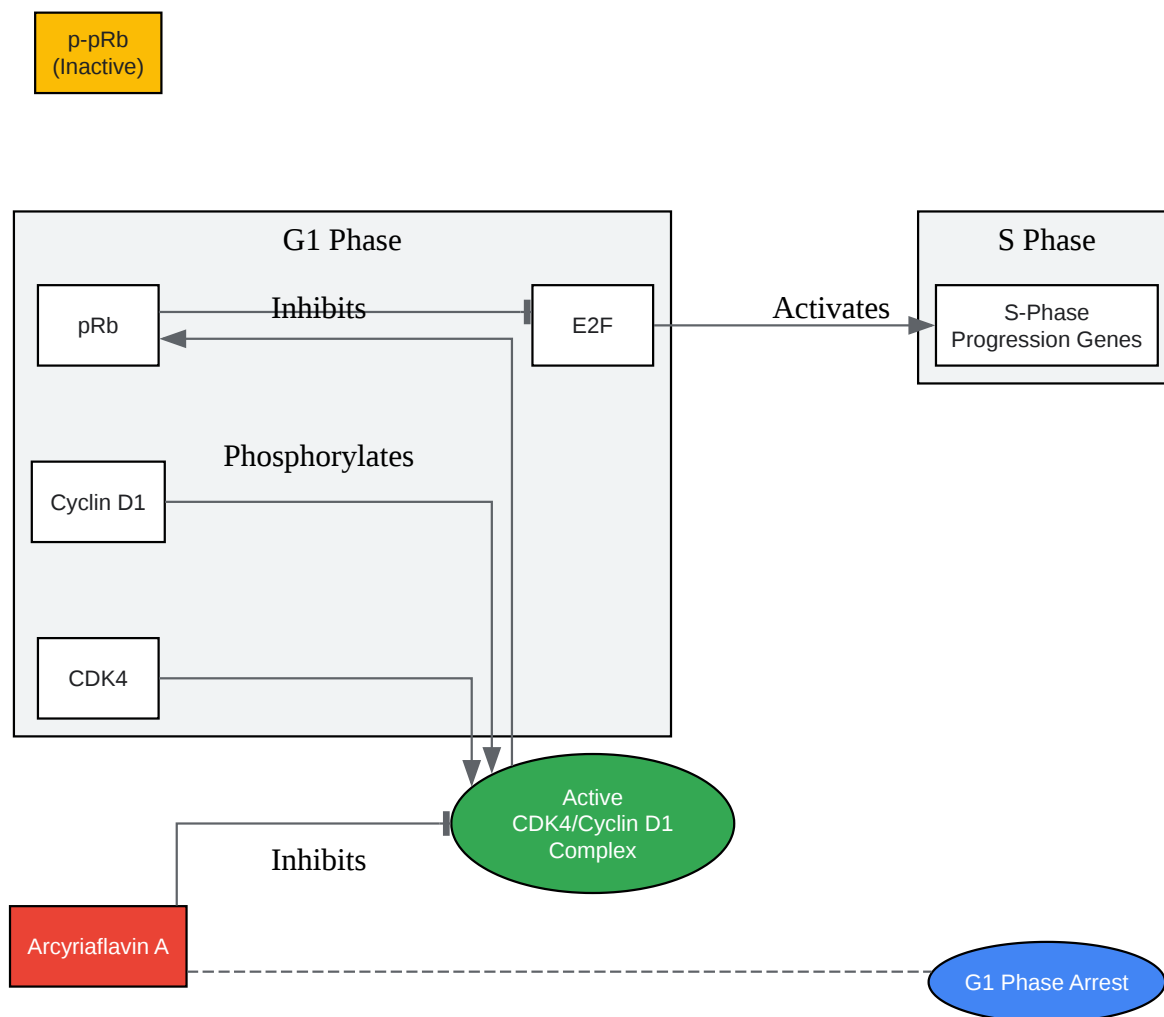 p-pRb
(Inactive)
G1 Phase
S Phase
pRb
Inhibits
E2F
Activates
S-Phase
Progression Genes
Phosphorylates
Cyclin D1
CDK4
Active
CDK4/Cyclin D1
Complex
Inhibits
Arcyriaflavin A
G1 Phase Arrest